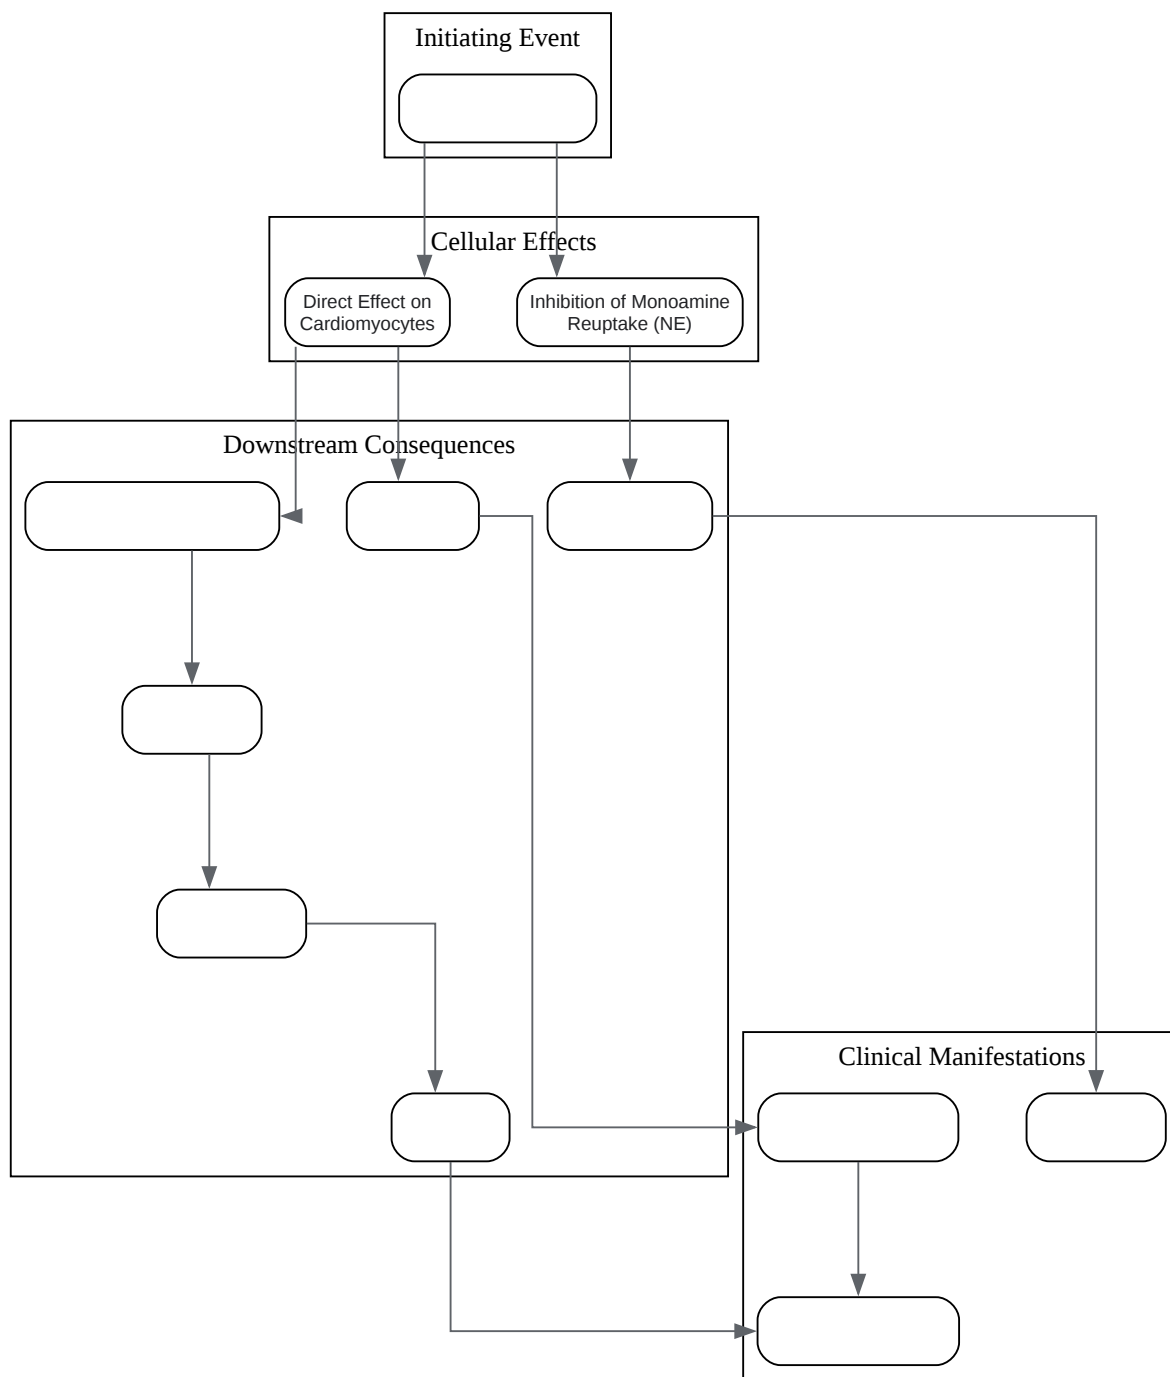 Initiating Event
Cellular Effects
Direct Effect on
Cardiomyocytes
Inhibition of Monoamine
Reuptake (NE)
Downstream Consequences
Clinical Manifestations